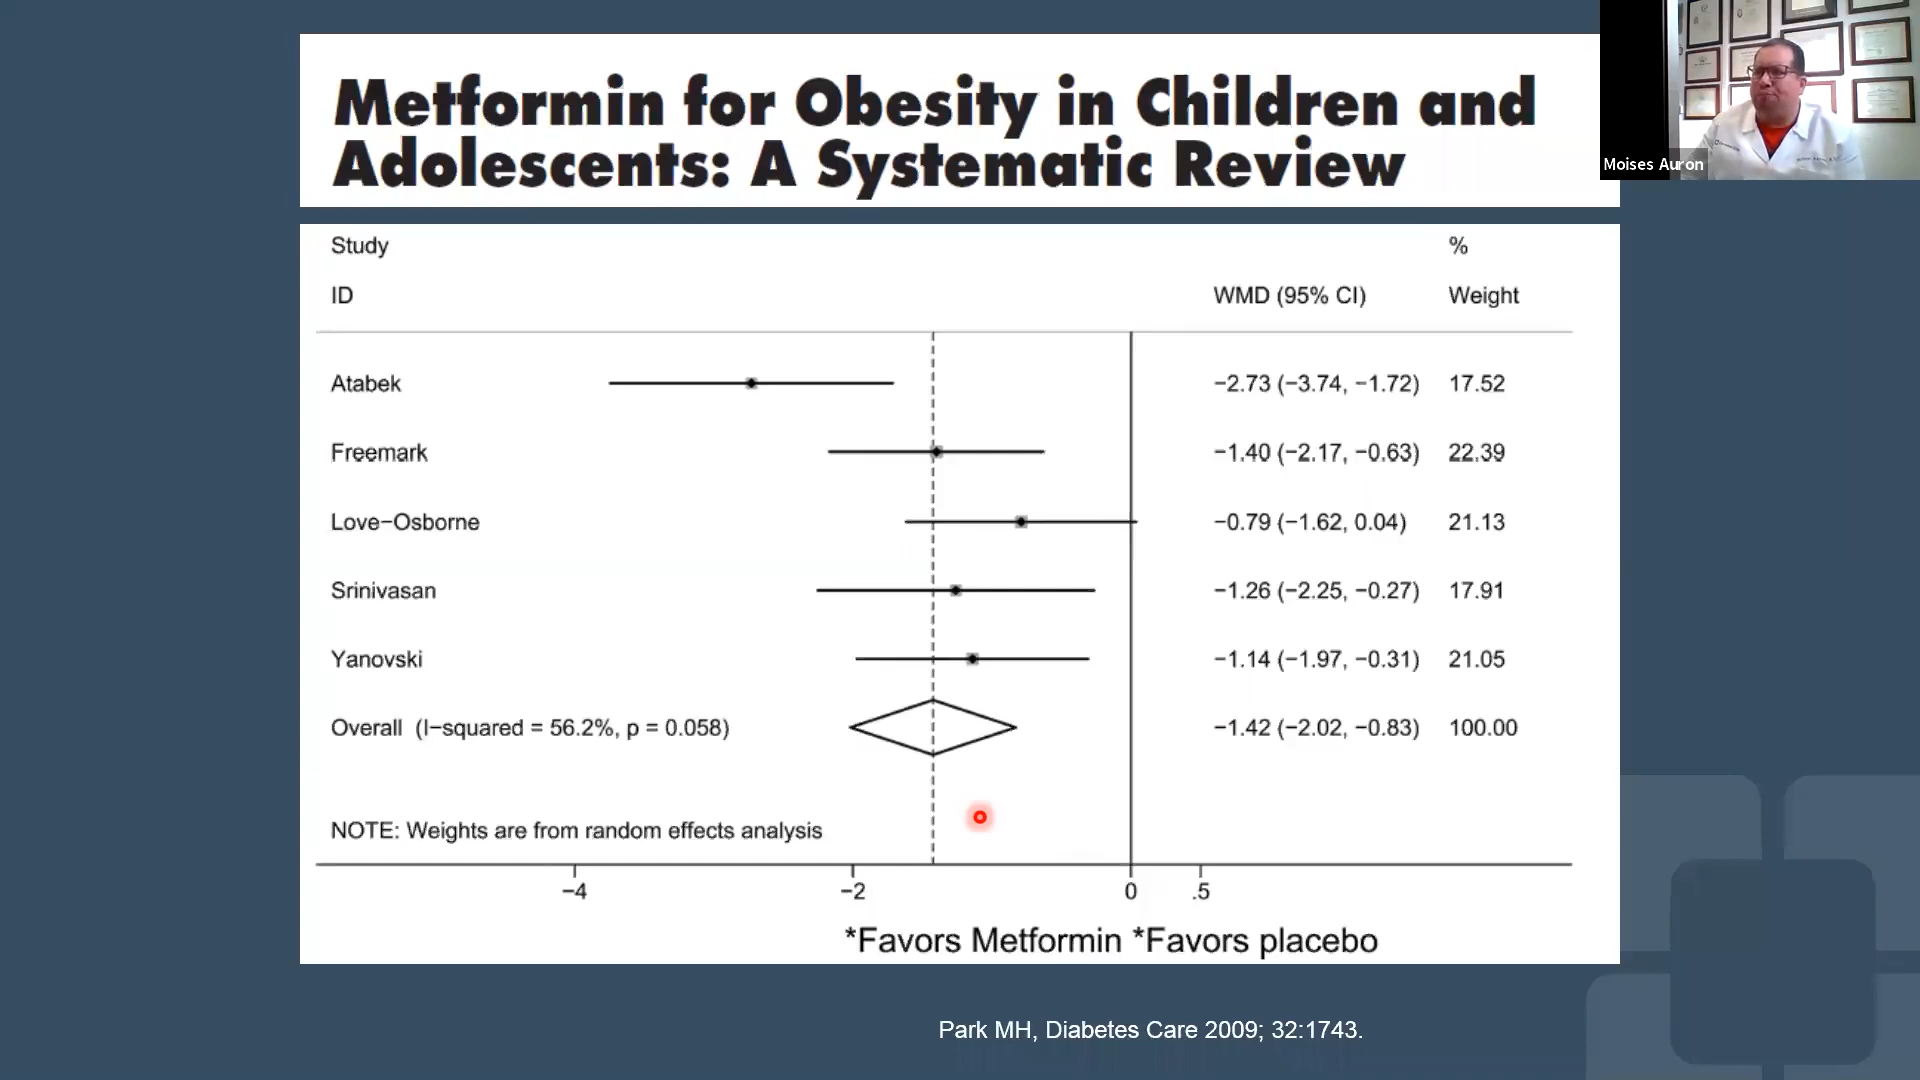 Metformin for Obesity in Children and
Adolescents: A Systematic Review
Moises Auron
Study %
ID WMD (95% CI) Weight
Atabek −2.73 (−3.74, −1.72) 17.52
Freemark −1.40 (−2.17, −0.63) 22.39
Love−Osborne −0.79 (−1.62, 0.04) 21.13
Srinivasan −1.26 (−2.25, −0.27) 17.91
Yanovski −1.14 (−1.97, −0.31) 21.05
Overall (I−squared = 56.2%, p = 0.058) −1.42 (−2.02, −0.83) 100.00
NOTE: Weights are from random effects analysis
−4 −2 0 .5
*Favors Metformin *Favors placebo
Park MH, Diabetes Care 2009; 32:1743.